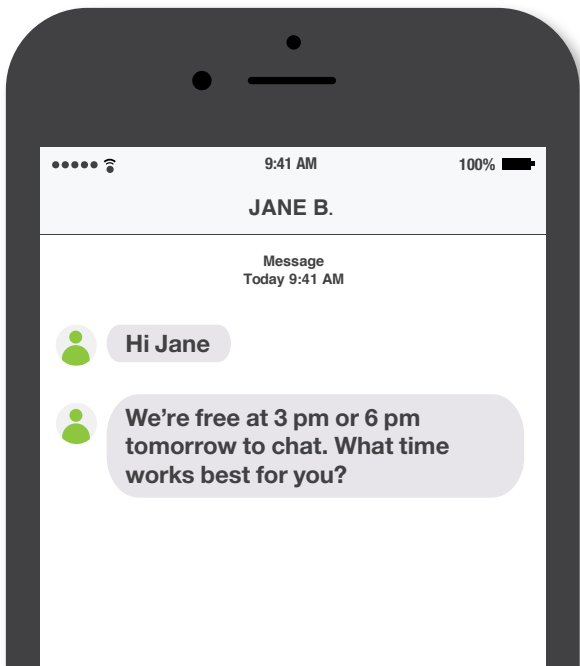 9:41 AM
100%
JANE B.
Message
Today 9:41 AM
Hi Jane
We’re free at 3 pm or 6 pm
tomorrow to chat. What time
works best for you?